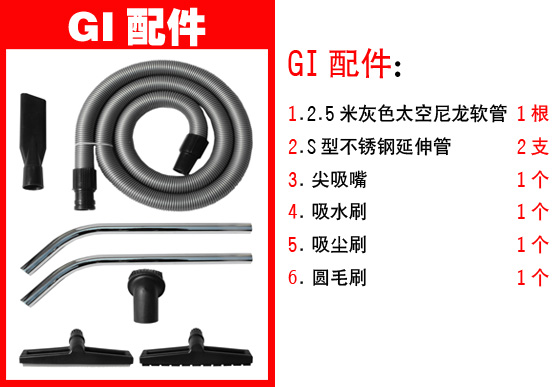 GI 配件
GI 配件:
1.2.5 米灰色太空尼龙软管 1 根
2.S 型不锈钢延伸管 2 支
3. 尖吸嘴 1 个
4. 吸水刷 1 个
5. 吸尘刷 1 个
6. 圆毛刷 1 个